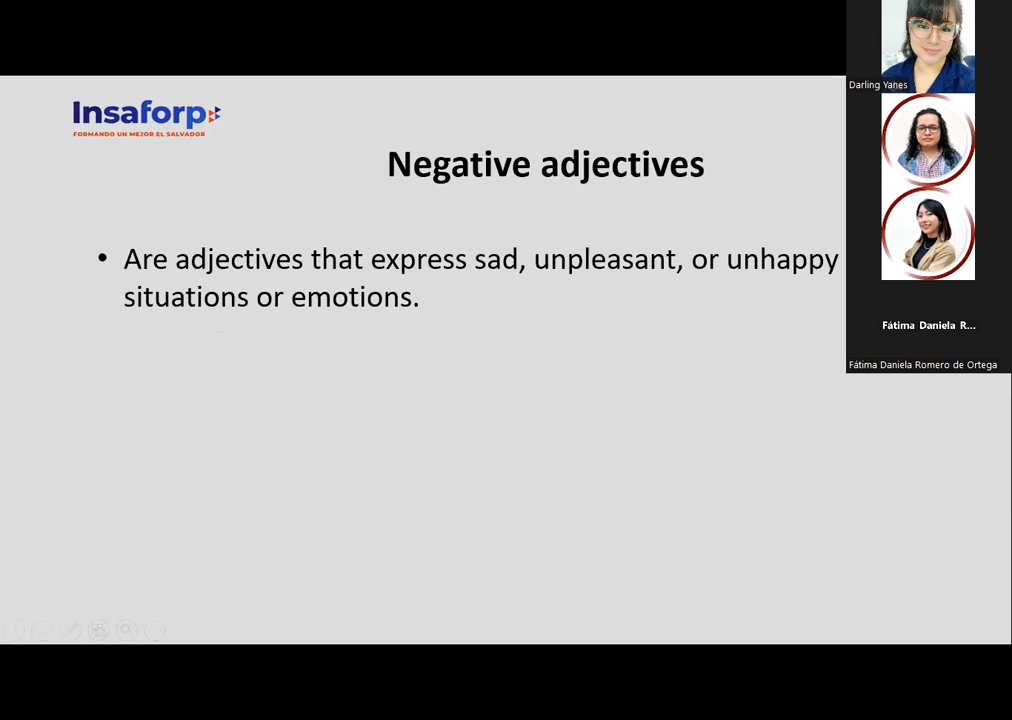 Insaforp
FORMANDO UN MEJOR EL SALVADOR
Negative adjectives
• Are adjectives that express sad, unpleasant, or unhappy
situations or emotions.
Darling Yanes
Fátima Daniela R...
Fátima Daniela Romero de Ortega